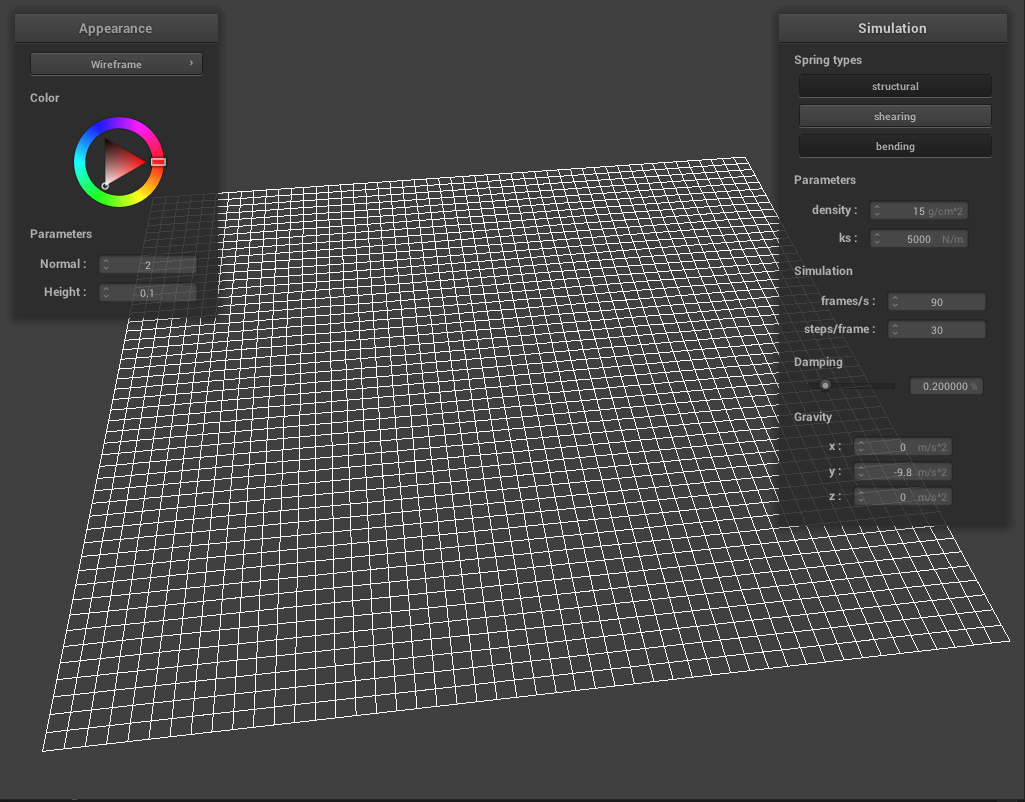 Appearance
Wireframe
Color
Parameters
Normal : 2
Height : 0.1
Simulation
Spring types
structural
shearing
bending
Parameters
density : 15 g/cm^2
ks : 5000 N/m
Simulation
frames/s : 90
steps/frame : 30
Damping
0.200000 %
Gravity
x : 0 m/s^2
y : -9.8 m/s^2
z : 0 m/s^2